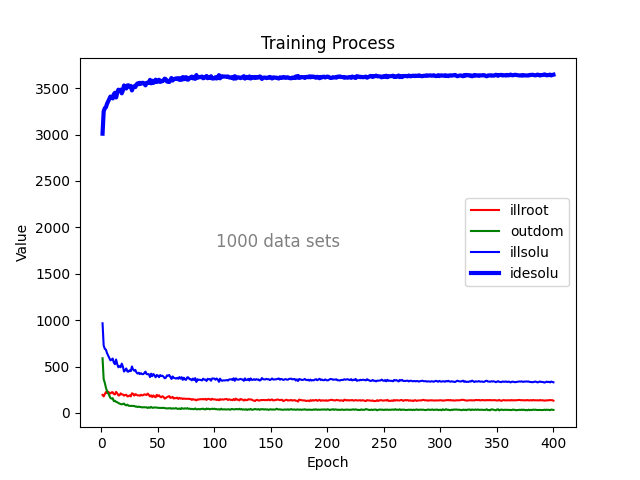 Training Process
Value
3500
3000
2500
2000
1500
1000
500
0
1000 data sets
illroot
outdom
illsolu
idesolu
0
50
100
150
200
250
300
350
400
Epoch